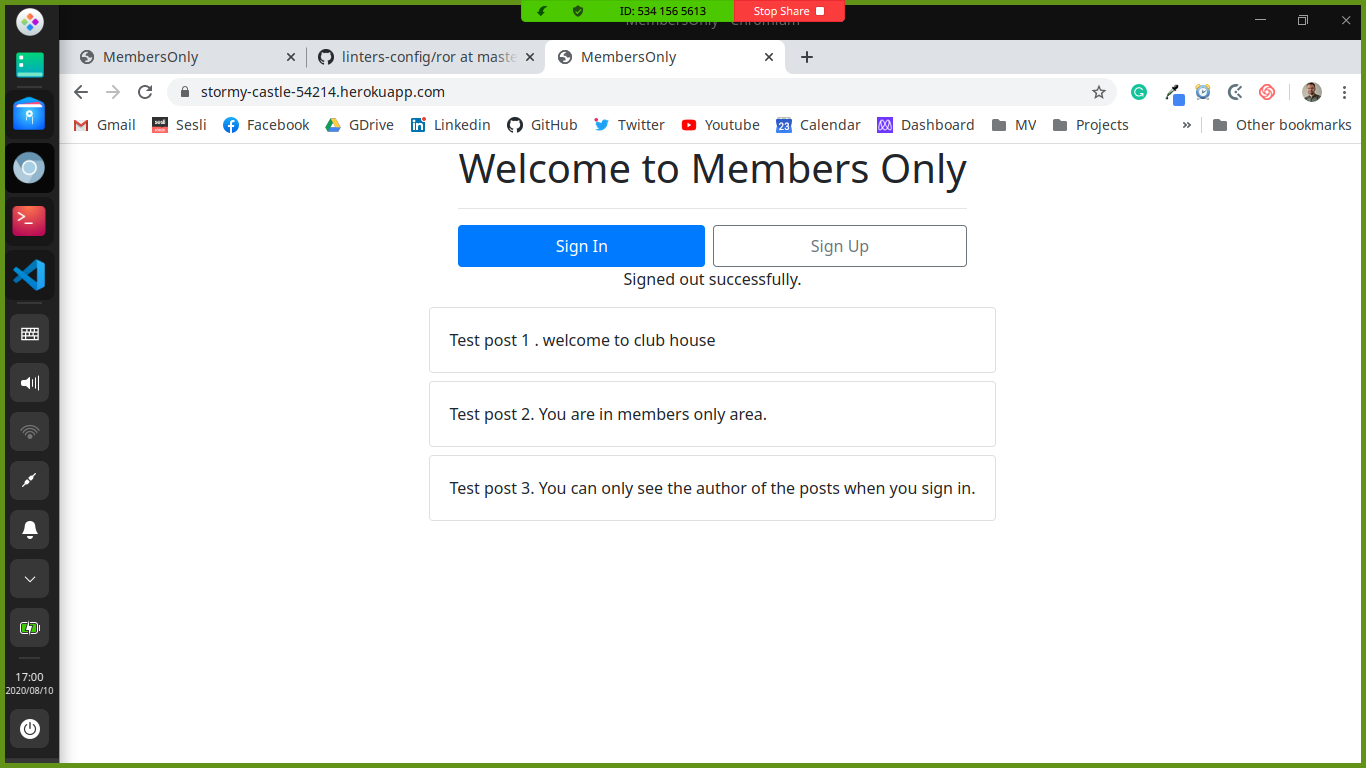 ID: 534 156 5613
Stop Share
MembersOnly - Chromium
MembersOnly
linters-config/ror at maste
MembersOnly
stormy-castle-54214.herokuapp.com
Gmail
Sesli
Facebook
GDrive
Linkedin
GitHub
Twitter
23
Calendar
Dashboard
MV
Projects
»
Other bookmarks
Welcome to Members Only
Sign In
Sign Up
Signed out successfully.
Test post 1 . welcome to club house
Test post 2. You are in members only area.
Test post 3. You can only see the author of the posts when you sign in.
17:00
2020/08/10